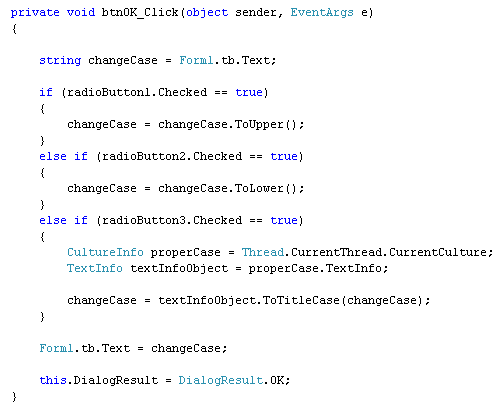 private void btnOK_Click(object sender, EventArgs e)
{
string changeCase = Form1.tb.Text;
if (radioButton1.Checked == true)
{
changeCase = changeCase.ToUpper();
}
else if (radioButton2.Checked == true)
{
changeCase = changeCase.ToLower();
}
else if (radioButton3.Checked == true)
{
CultureInfo properCase = Thread.CurrentThread.CurrentCulture;
TextInfo textInfoObject = properCase.TextInfo;
changeCase = textInfoObject.ToTitleCase(changeCase);
}
Form1.tb.Text = changeCase;
this.DialogResult = DialogResult.OK;
}